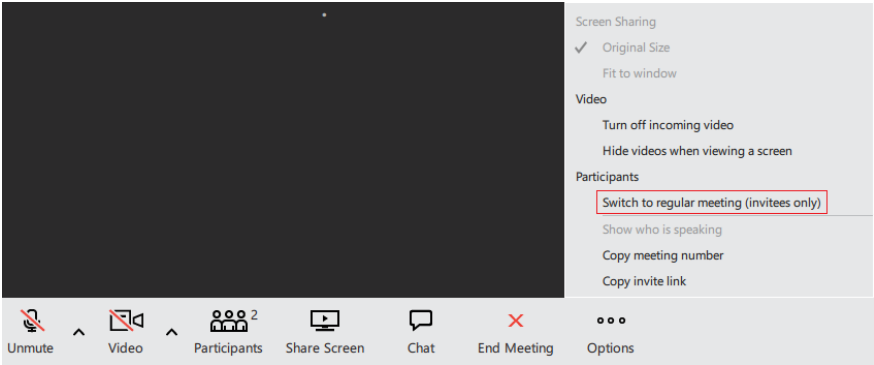 Screen Sharing
✓ Original Size
Fit to window
Video
Turn off incoming video
Hide videos when viewing a screen
Participants
Switch to regular meeting (invitees only)
Show who is speaking
Copy meeting number
Copy invite link
2
Unmute Video Participants Share Screen Chat End Meeting Options